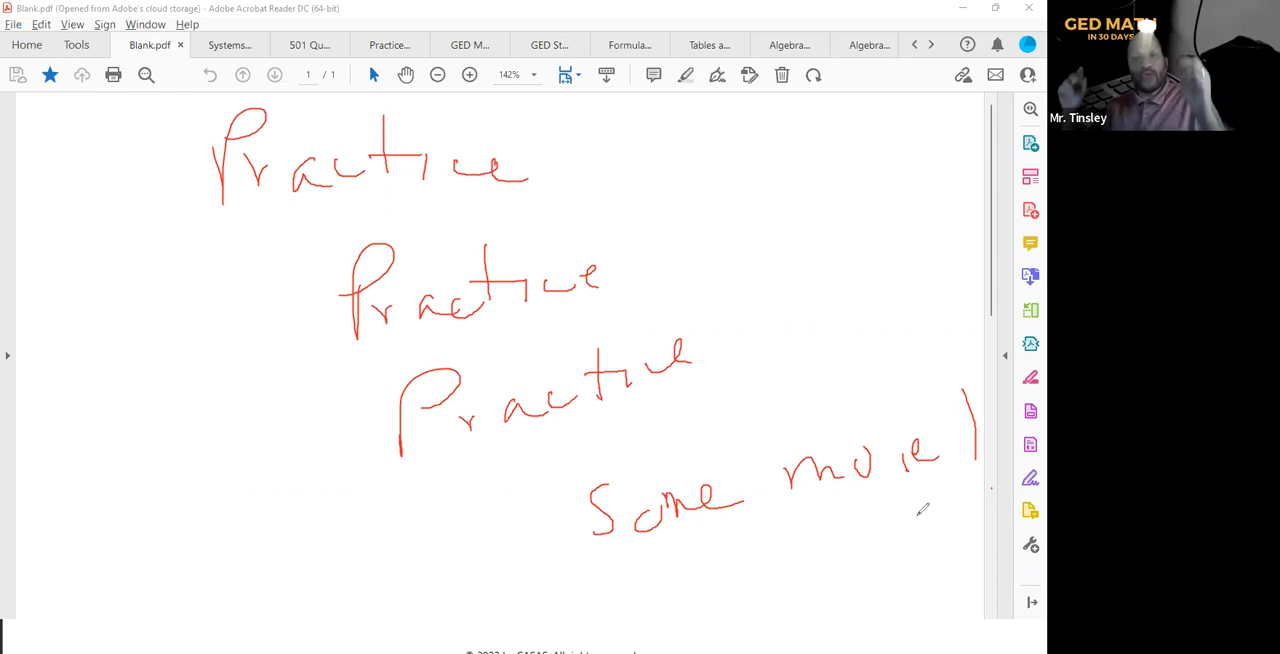 Blank.pdf (Opened from Adobe's cloud storage) - Adobe Acrobat Reader DC (64-bit)
File Edit View Sign Window Help
Home Tools Blank.pdf × Systems... 501 Qu... Practice... GED M... GED St... Formula... Tables a... Algebra... Algebra...
1 / 1 142%
GED MATH
IN 30 DAYS
Mr. Tinsley
Practice
Practice
Practice
Some more!